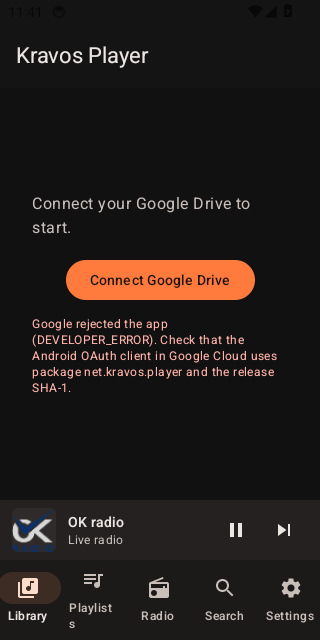 11:41
Kravos Player
Connect your Google Drive to
start.
Connect Google Drive
Google rejected the app
(DEVELOPER_ERROR). Check that the
Android OAuth client in Google Cloud uses
package net.kravos.player and the release
SHA-1.
OK
OK radio
Live radio
Library
Playlist
s
Radio
Search
Settings